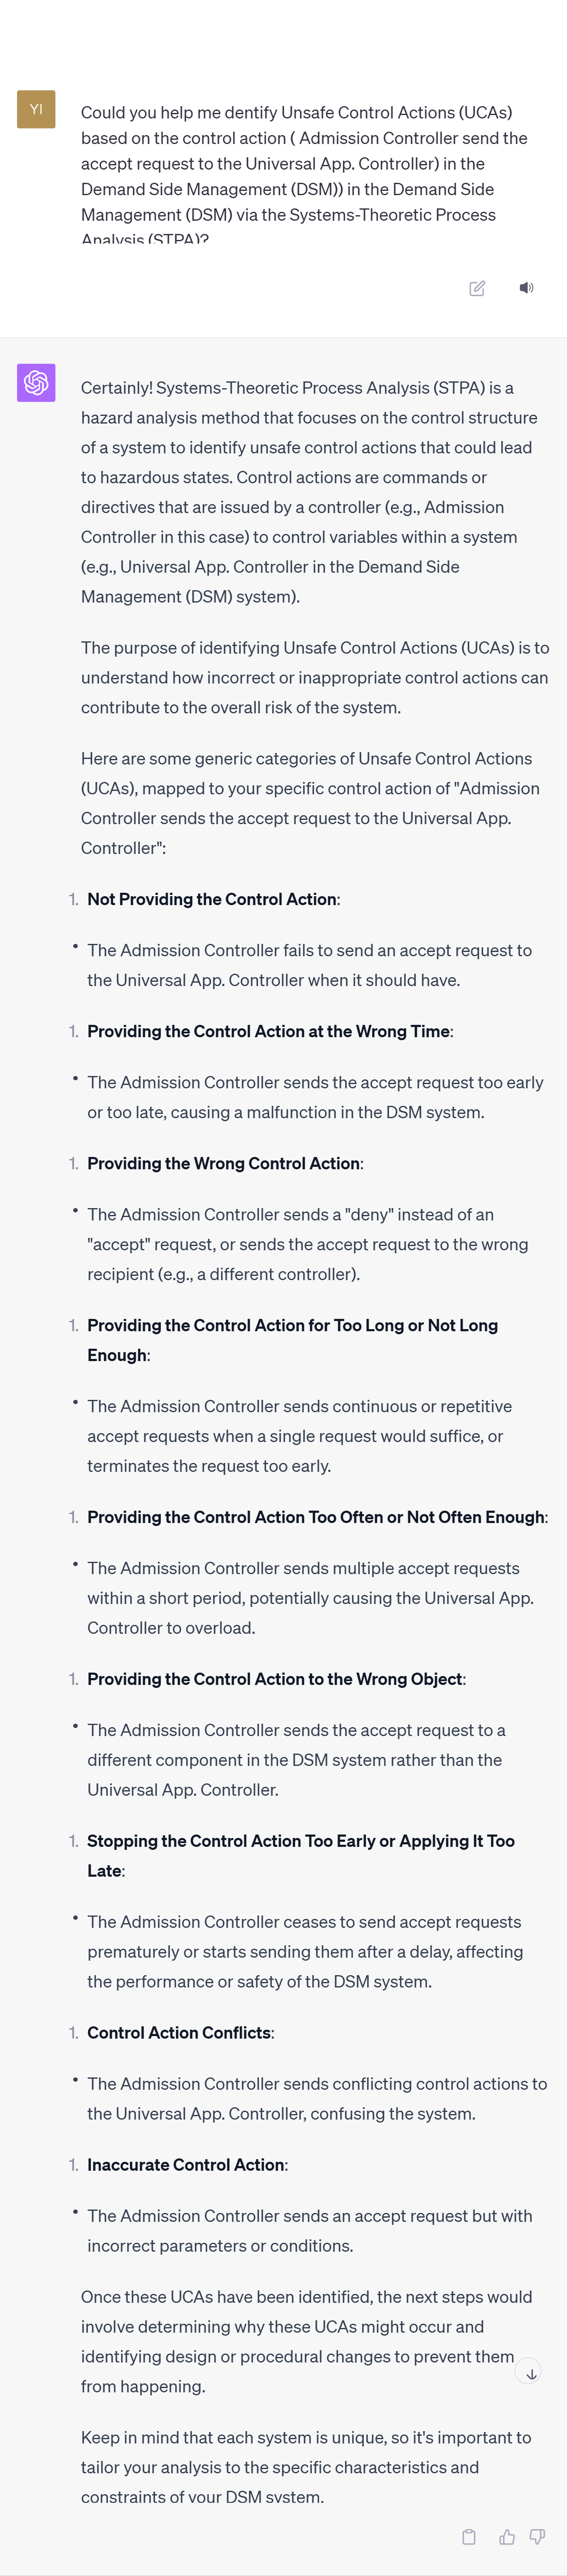 YI
Could you help me dentify Unsafe Control Actions (UCAs)
based on the control action ( Admission Controller send the
accept request to the Universal App. Controller) in the
Demand Side Management (DSM)) in the Demand Side
Management (DSM) via the Systems-Theoretic Process
Analysis (STPA)?
Certainly! Systems-Theoretic Process Analysis (STPA) is a
hazard analysis method that focuses on the control structure
of a system to identify unsafe control actions that could lead
to hazardous states. Control actions are commands or
directives that are issued by a controller (e.g., Admission
Controller in this case) to control variables within a system
(e.g., Universal App. Controller in the Demand Side
Management (DSM) system).
The purpose of identifying Unsafe Control Actions (UCAs) is to
understand how incorrect or inappropriate control actions can
contribute to the overall risk of the system.
Here are some generic categories of Unsafe Control Actions
(UCAs), mapped to your specific control action of "Admission
Controller sends the accept request to the Universal App.
Controller":
1. Not Providing the Control Action:
• The Admission Controller fails to send an accept request to
the Universal App. Controller when it should have.
1. Providing the Control Action at the Wrong Time:
• The Admission Controller sends the accept request too early
or too late, causing a malfunction in the DSM system.
1. Providing the Wrong Control Action:
• The Admission Controller sends a "deny" instead of an
"accept" request, or sends the accept request to the wrong
recipient (e.g., a different controller).
1. Providing the Control Action for Too Long or Not Long
Enough:
• The Admission Controller sends continuous or repetitive
accept requests when a single request would suffice, or
terminates the request too early.
1. Providing the Control Action Too Often or Not Often Enough:
• The Admission Controller sends multiple accept requests
within a short period, potentially causing the Universal App.
Controller to overload.
1. Providing the Control Action to the Wrong Object:
• The Admission Controller sends the accept request to a
different component in the DSM system rather than the
Universal App. Controller.
1. Stopping the Control Action Too Early or Applying It Too
Late:
• The Admission Controller ceases to send accept requests
prematurely or starts sending them after a delay, affecting
the performance or safety of the DSM system.
1. Control Action Conflicts:
• The Admission Controller sends conflicting control actions to
the Universal App. Controller, confusing the system.
1. Inaccurate Control Action:
• The Admission Controller sends an accept request but with
incorrect parameters or conditions.
Once these UCAs have been identified, the next steps would
involve determining why these UCAs might occur and
identifying design or procedural changes to prevent them
from happening.
Keep in mind that each system is unique, so it's important to
tailor your analysis to the specific characteristics and
constraints of your DSM system.